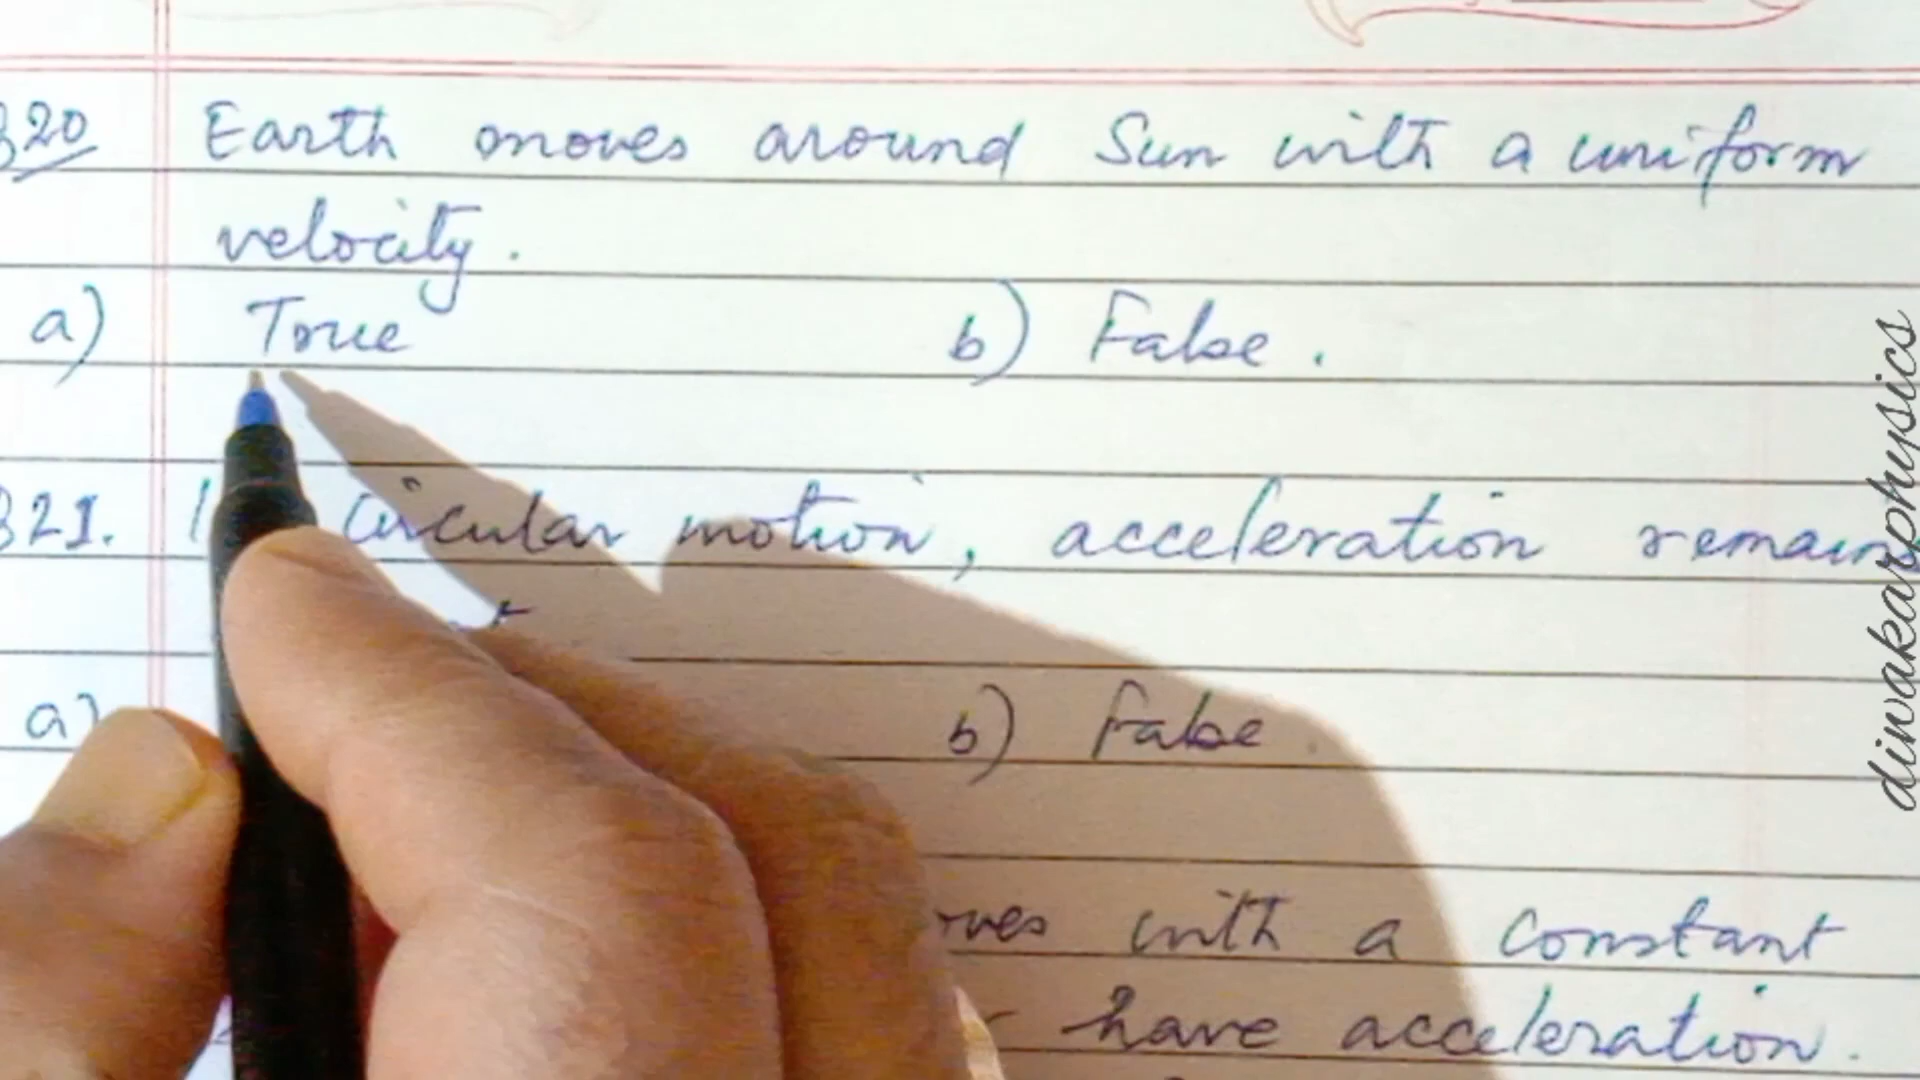 Q20 Earth moves around Sun with a uniform
velocity.
a) True b) False.
Q21. circular motion, acceleration remains
a) b) False.
with a constant
have acceleration.
diwakarphysics